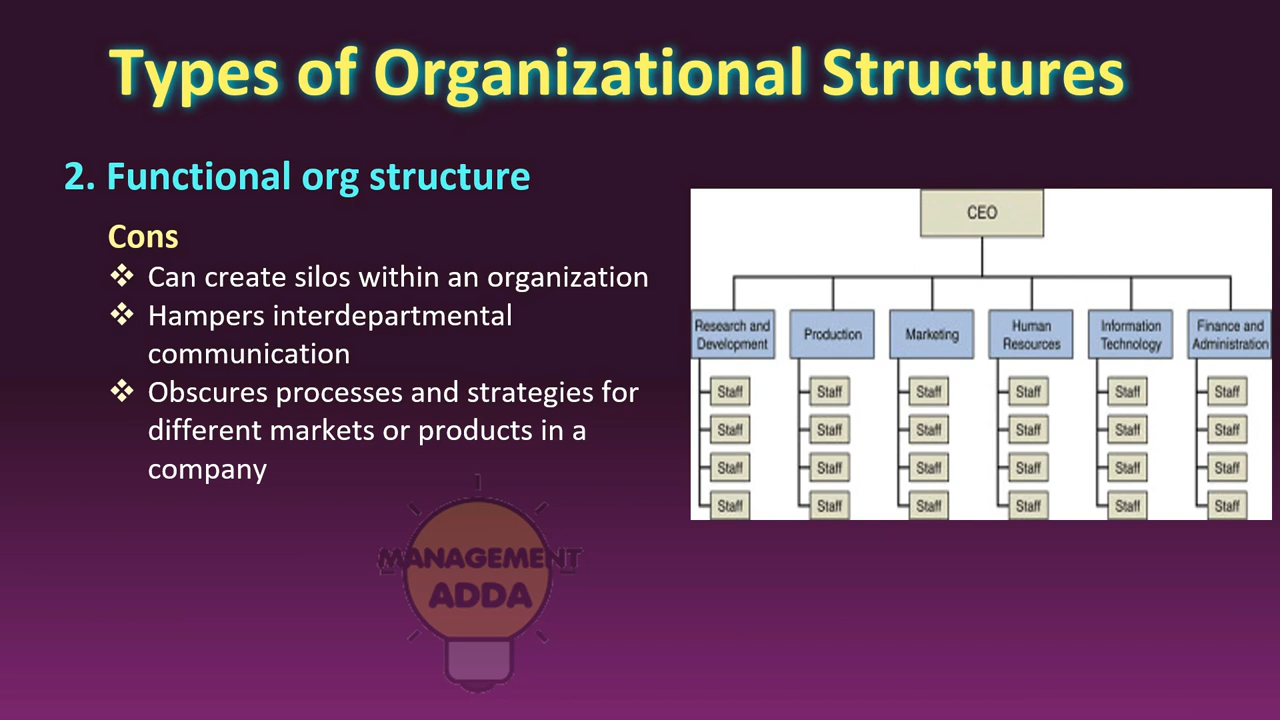 Types of Organizational Structures
2. Functional org structure
Cons
❖ Can create silos within an organization
❖ Hampers interdepartmental
communication
❖ Obscures processes and strategies for
different markets or products in a
company
CEO
Research and
Development
Production
Marketing
Human
Resources
Information
Technology
Finance and
Administration
Staff Staff Staff Staff Staff Staff
Staff Staff Staff Staff Staff Staff
Staff Staff Staff Staff Staff Staff
Staff Staff Staff Staff Staff Staff
MANAGEMENT
ADDA